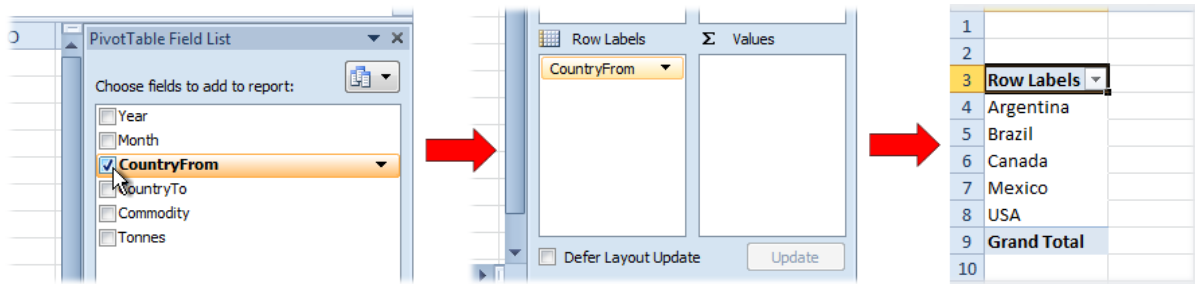 PivotTable Field List
Choose fields to add to report:
Year
Month
CountryFrom
CountryTo
Commodity
Tonnes
Row Labels Σ Values
CountryFrom
Defer Layout Update Update
1
2
3 Row Labels
4 Argentina
5 Brazil
6 Canada
7 Mexico
8 USA
9 Grand Total
10